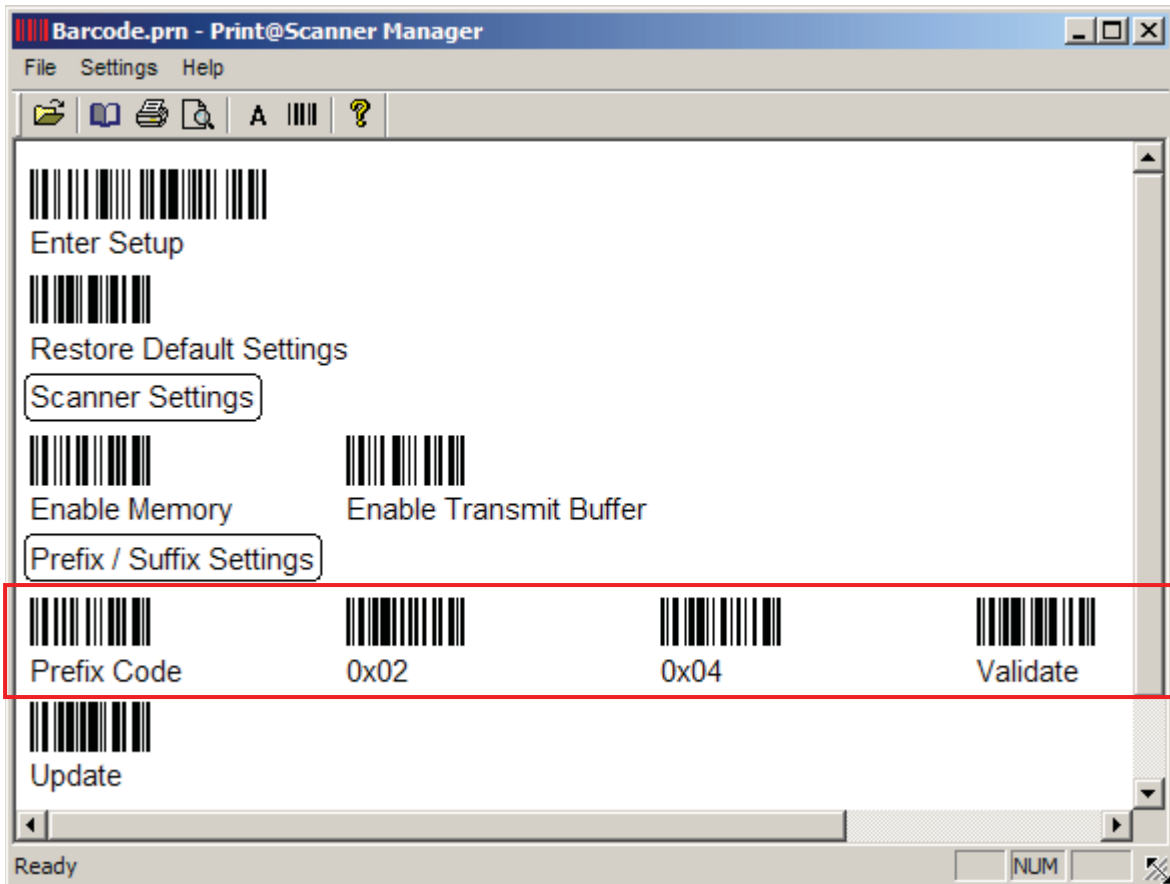 Barcode.prn - Print@Scanner Manager
File Settings Help
A
Enter Setup
Restore Default Settings
Scanner Settings
Enable Memory Enable Transmit Buffer
Prefix / Suffix Settings
Prefix Code 0x02 0x04 Validate
Update
Ready NUM